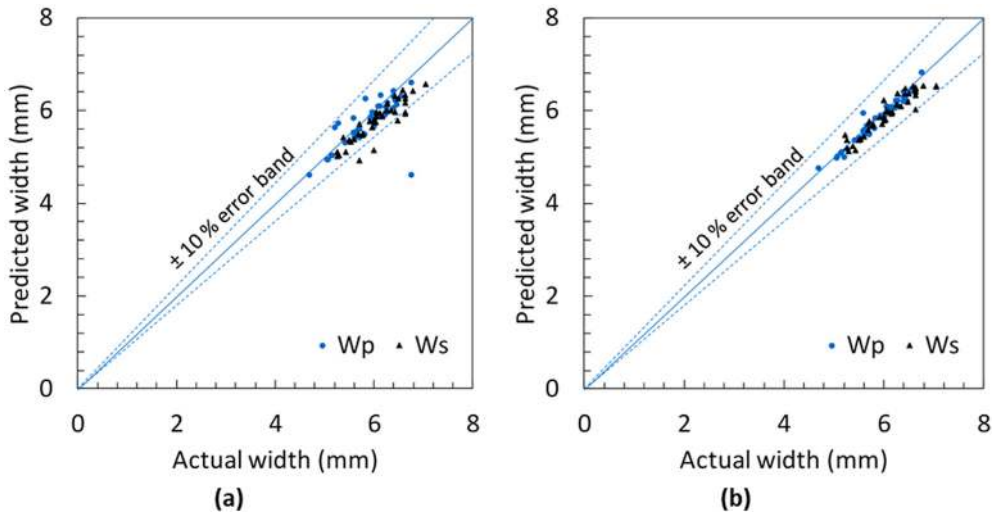 8
6
4
2
0
Predicted width (mm)
± 10 % error band
Wp
Ws
0 2 4 6 8
Actual width (mm)
(a)
8
6
4
2
0
Predicted width (mm)
± 10 % error band
Wp
Ws
0 2 4 6 8
Actual width (mm)
(b)